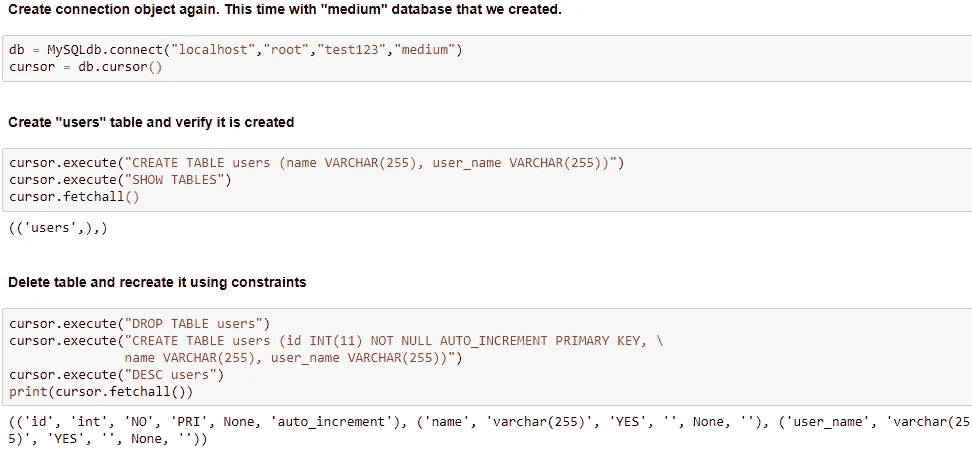 Create connection object again. This time with "medium" database that we created.
db = MySQLdb.connect("localhost","root","test123","medium")
cursor = db.cursor()
Create "users" table and verify it is created
cursor.execute("CREATE TABLE users (name VARCHAR(255), user_name VARCHAR(255))")
cursor.execute("SHOW TABLES")
cursor.fetchall()
(('users',),)
Delete table and recreate it using constraints
cursor.execute("DROP TABLE users")
cursor.execute("CREATE TABLE users (id INT(11) NOT NULL AUTO_INCREMENT PRIMARY KEY, \
name VARCHAR(255), user_name VARCHAR(255))")
cursor.execute("DESC users")
print(cursor.fetchall())
(('id', 'int', 'NO', 'PRI', None, 'auto_increment'), ('name', 'varchar(255)', 'YES', '', None, ''), ('user_name', 'varchar(25
5)', 'YES', '', None, ''))